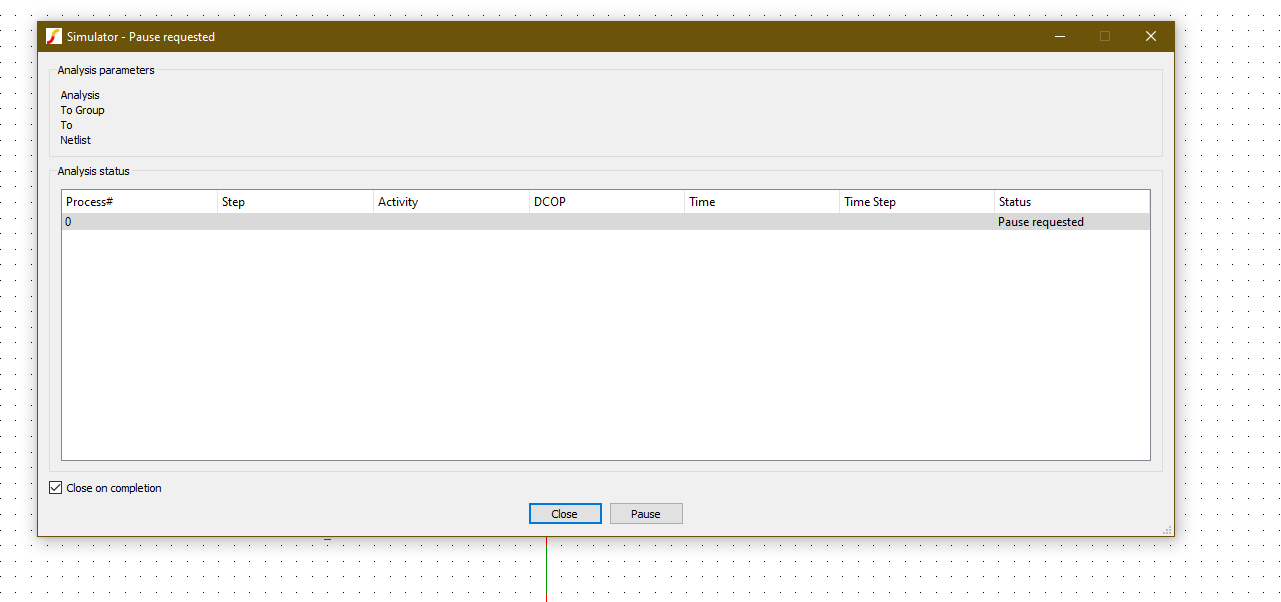 Simulator - Pause requested
Analysis parameters
Analysis
To Group
To
Netlist
Analysis status
Process# Step Activity DCOP Time Time Step Status
0 Pause requested
Close on completion
Close Pause